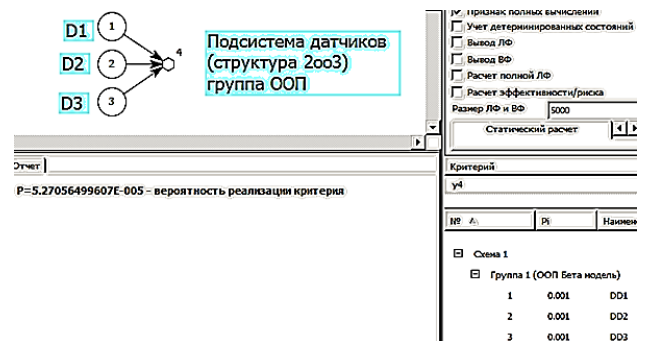 D1
1
D2
2
D3
3
4
Подсистема датчиков
(структура 2оо3)
группа ООП
Признак полных вычислений
Учет детерминированных состояний
Вывод ЛФ
Вывод ВФ
Расчет полной ЛФ
Расчет эффективности/риска
Размер ЛФ и ВФ 5000
Статический расчет
Отчет
P=5.27056499607E-005 - вероятность реализации критерия
Критерий
y4
№ Pi Наимен
Схема 1
Группа 1 (ООП Бета модель)
1 0.001 DD1
2 0.001 DD2
3 0.001 DD3